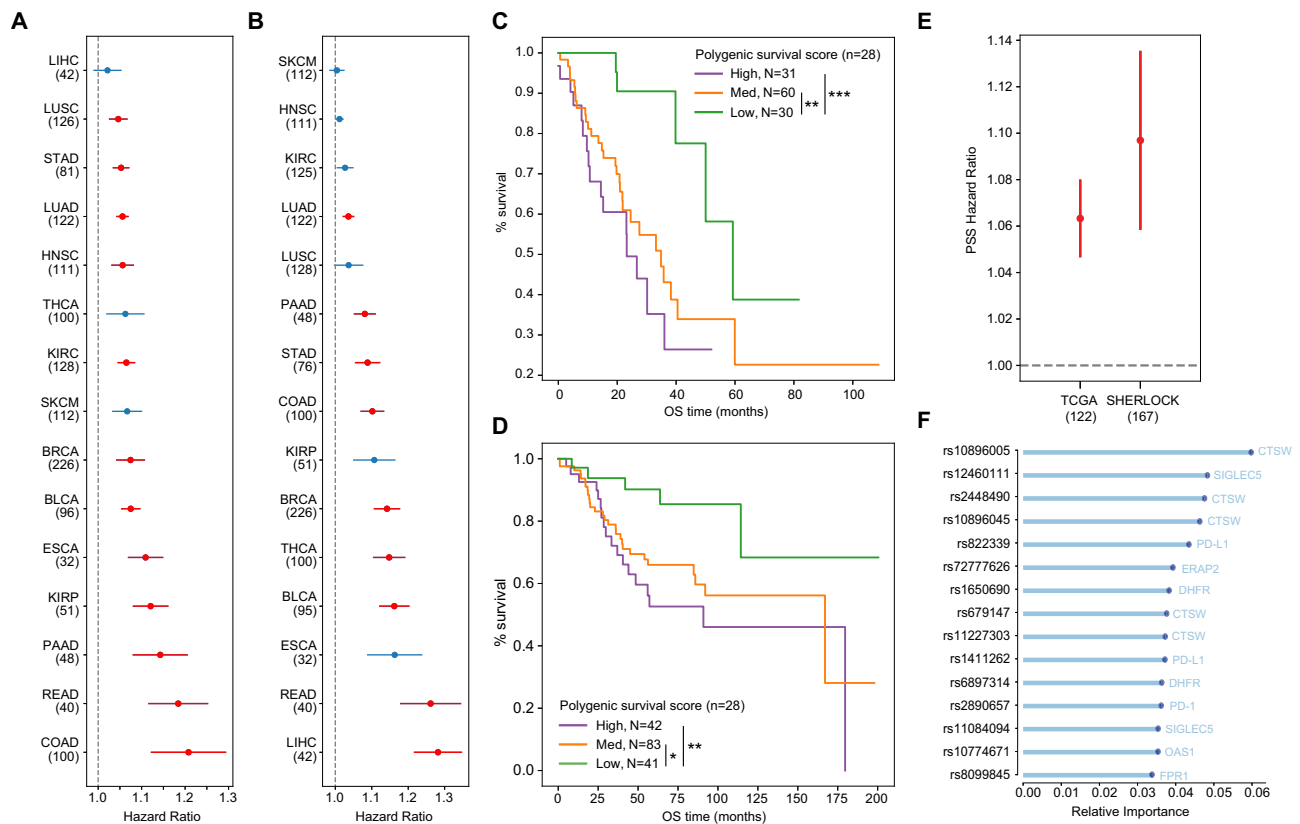 A
LIHC
(42)
LUSC
(126)
STAD
(81)
LUAD
(122)
HNSC
(111)
THCA
(100)
KIRC
(128)
SKCM
(112)
BRCA
(226)
BLCA
(96)
ESCA
(32)
KIRP
(51)
PAAD
(48)
READ
(40)
COAD
(100)
1.0 1.1 1.2 1.3
Hazard Ratio
B
SKCM
(112)
HNSC
(111)
KIRC
(125)
LUAD
(122)
LUSC
(128)
PAAD
(48)
STAD
(76)
COAD
(100)
KIRP
(51)
BRCA
(226)
THCA
(100)
BLCA
(95)
ESCA
(32)
READ
(40)
LIHC
(42)
1.0 1.1 1.2 1.3
Hazard Ratio
C
Polygenic survival score (n=28)
High, N=31
Med, N=60
Low, N=30
**
***
1.0
0.9
0.8
0.7
0.6
0.5
0.4
0.3
0.2
% survival
0 20 40 60 80 100
OS time (months)
D
1.0
0.8
0.6
0.4
0.2
0.0
% survival
Polygenic survival score (n=28)
High, N=42
Med, N=83
Low, N=41
*
**
0 25 50 75 100 125 150 175 200
OS time (months)
E
1.14
1.12
1.10
1.08
1.06
1.04
1.02
1.00
PSS Hazard Ratio
TCGA SHERLOCK
(122) (167)
F
rs10896005 CTSW
rs12460111 SIGLEC5
rs2448490 CTSW
rs10896045 CTSW
rs822339 PD-L1
rs72777626 ERAP2
rs1650690 DHFR
rs679147 CTSW
rs11227303 CTSW
rs1411262 PD-L1
rs6897314 DHFR
rs2890657 PD-1
rs11084094 SIGLEC5
rs10774671 OAS1
rs8099845 FPR1
0.00 0.01 0.02 0.03 0.04 0.05 0.06
Relative Importance